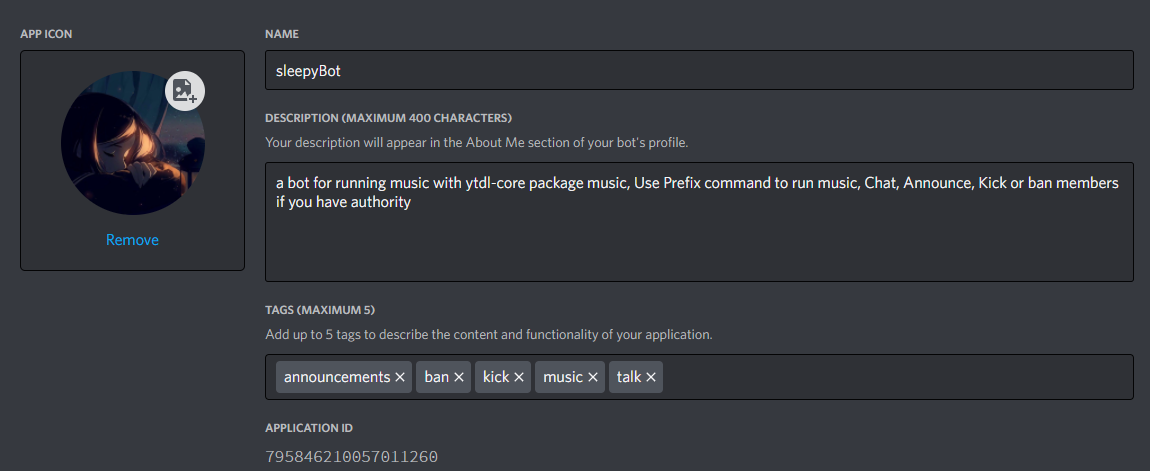 APP ICON
Remove
NAME
sleepyBot
DESCRIPTION (MAXIMUM 400 CHARACTERS)
Your description will appear in the About Me section of your bot's profile.
a bot for running music with ytdl-core package music, Use Prefix command to run music, Chat, Announce, Kick or ban members
if you have authority
TAGS (MAXIMUM 5)
Add up to 5 tags to describe the content and functionality of your application.
announcements × ban × kick × music × talk ×
APPLICATION ID
795846210057011260